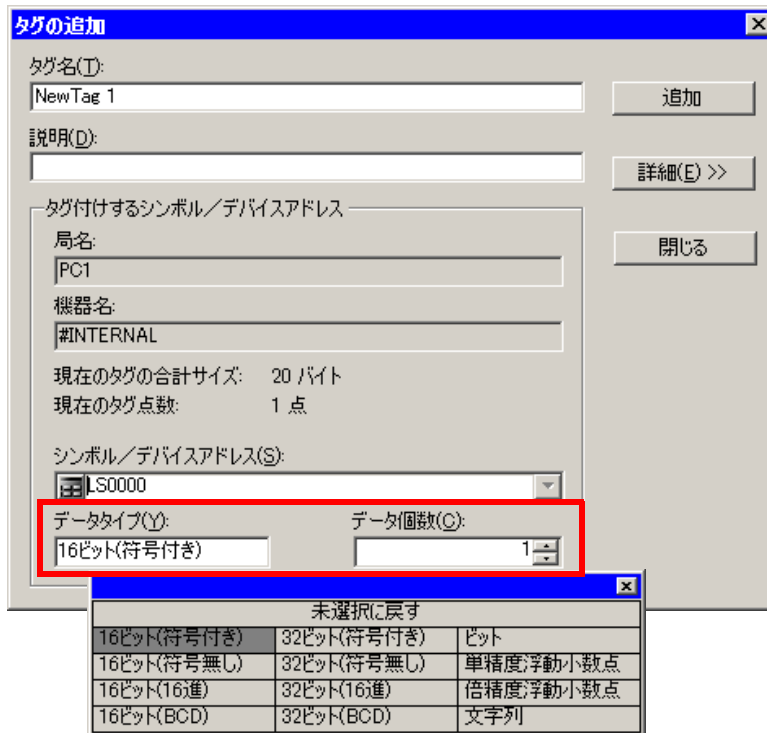 タグの追加
タグ名(T):
NewTag 1
追加
説明(D):
詳細(E) >>
タグ付けするシンボル／デバイスアドレス
局名:
閉じる
PC1
機器名:
#INTERNAL
現在のタグの合計サイズ: 20 バイト
現在のタグ点数: 1 点
シンボル／デバイスアドレス(S):
LS0000
データタイプ(Y): データ個数(C):
16ビット(符号付き) 1
未選択に戻す
16ビット(符号付き) 32ビット(符号付き) ビット
16ビット(符号無し) 32ビット(符号無し) 単精度浮動小数点
16ビット(16進) 32ビット(16進) 倍精度浮動小数点
16ビット(BCD) 32ビット(BCD) 文字列